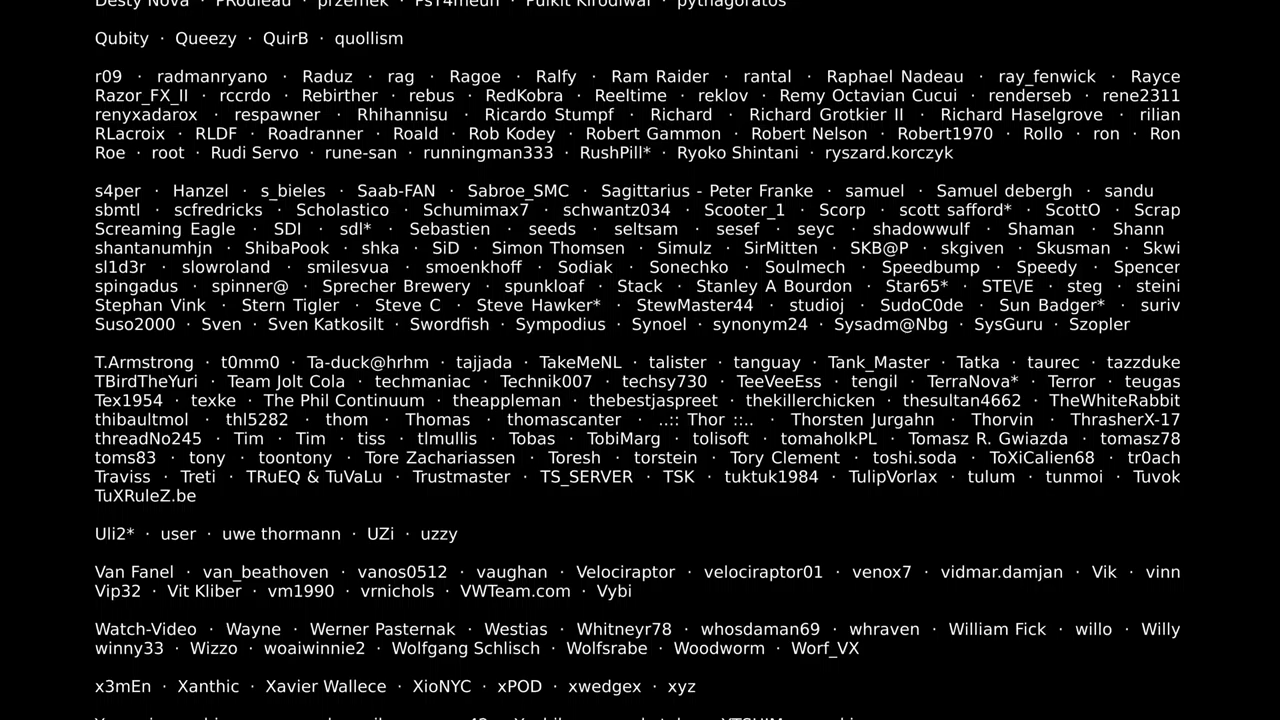 Desty Nova · PRouleau · przemek · PsT4meun · Pulkit Kirodiwal · pythagoratos
Qubity · Queezy · QuirB · quollism
r09 · radmanryano · Raduz · rag · Ragoe · Ralfy · Ram Raider · rantal · Raphael Nadeau · ray_fenwick · Rayce
Razor_FX_II · rccrdo · Rebirther · rebus · RedKobra · Reeltime · reklov · Remy Octavian Cucui · renderseb · rene2311
renyxadarox · respawner · Rhihannisu · Ricardo Stumpf · Richard · Richard Grotkier II · Richard Haselgrove · rilian
RLacroix · RLDF · Roadranner · Roald · Rob Kodey · Robert Gammon · Robert Nelson · Robert1970 · Rollo · ron · Ron
Roe · root · Rudi Servo · rune-san · runningman333 · RushPill* · Ryoko Shintani · ryszard.korczyk
s4per · Hanzel · s_bieles · Saab-FAN · Sabroe_SMC · Sagittarius - Peter Franke · samuel · Samuel debergh · sandu
sbmtl · scfredricks · Scholastico · Schumimax7 · schwantz034 · Scooter_1 · Scorp · scott safford* · ScottO · Scrap
Screaming Eagle · SDI · sdl* · Sebastien · seeds · seltsam · sesef · seyc · shadowwulf · Shaman · Shann
shantanumhjn · ShibaPook · shka · SiD · Simon Thomsen · Simulz · SirMitten · SKB@P · skgiven · Skusman · Skwi
sl1d3r · slowroland · smilesvua · smoenkhoff · Sodiak · Sonechko · Soulmech · Speedbump · Speedy · Spencer
spingadus · spinner@ · Sprecher Brewery · spunkloaf · Stack · Stanley A Bourdon · Star65* · STE\/E · steg · steini
Stephan Vink · Stern Tigler · Steve C · Steve Hawker* · StewMaster44 · studioj · SudoC0de · Sun Badger* · suriv
Suso2000 · Sven · Sven Katkosilt · Swordfish · Sympodius · Synoel · synonym24 · Sysadm@Nbg · SysGuru · Szopler
T.Armstrong · t0mm0 · Ta-duck@hrhm · tajjada · TakeMeNL · talister · tanguay · Tank_Master · Tatka · taurec · tazzduke
TBirdTheYuri · Team Jolt Cola · techmaniac · Technik007 · techsy730 · TeeVeeEss · tengil · TerraNova* · Terror · teugas
Tex1954 · texke · The Phil Continuum · theappleman · thebestjaspreet · thekillerchicken · thesultan4662 · TheWhiteRabbit
thibaultmol · thl5282 · thom · Thomas · thomascanter · ..:: Thor ::.. · Thorsten Jurgahn · Thorvin · ThrasherX-17
threadNo245 · Tim · Tim · tiss · tlmullis · Tobas · TobiMarg · tolisoft · tomaholkPL · Tomasz R. Gwiazda · tomasz78
toms83 · tony · toontony · Tore Zachariassen · Toresh · torstein · Tory Clement · toshi.soda · ToXiCalien68 · tr0ach
Traviss · Treti · TRuEQ & TuVaLu · Trustmaster · TS_SERVER · TSK · tuktuk1984 · TulipVorlax · tulum · tunmoi · Tuvok
TuXRuleZ.be
Uli2* · user · uwe thormann · UZi · uzzy
Van Fanel · van_beathoven · vanos0512 · vaughan · Velociraptor · velociraptor01 · venox7 · vidmar.damjan · Vik · vinn
Vip32 · Vit Kliber · vm1990 · vrnichols · VWTeam.com · Vybi
Watch-Video · Wayne · Werner Pasternak · Westias · Whitneyr78 · whosdaman69 · whraven · William Fick · willo · Willy
winny33 · Wizzo · woaiwinnie2 · Wolfgang Schlisch · Wolfsrabe · Woodworm · Worf_VX
x3mEn · Xanthic · Xavier Wallece · XioNYC · xPOD · xwedgex · xyz